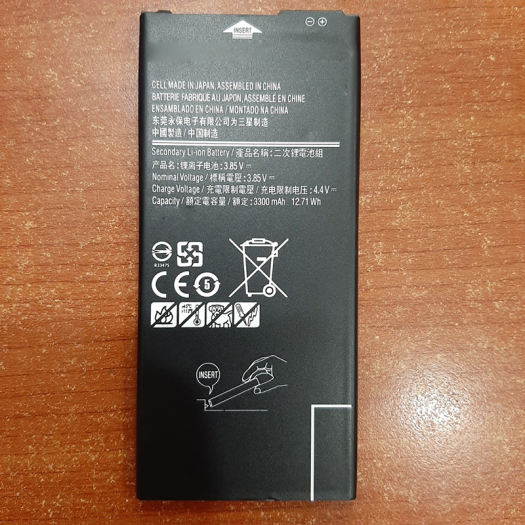 INSERT
CELL MADE IN JAPAN, ASSEMBLED IN CHINA
BATTERIE FABRIQUE AU JAPON, ASSEMBLE EN CHINE
ENSAMBLADO EN CHINA / MONTADO NA CHINA
东莞永保电子有限公司为三星制造
中國製造 / 中国制造
Secondary Li-ion Battery / 產品名稱 : 二次鋰電池組
产品名 : 锂离子电池 : 3.85 V ⎓
Nominal Voltage / 標稱電壓 : 3.85 V ⎓
Charge Voltage / 充電限制電壓 / 充电限制电压 : 4.4 V ⎓
Capacity / 額定電容量 / 額定 : 3300 mAh 12.71 Wh
R33475
CE 5
INSERT